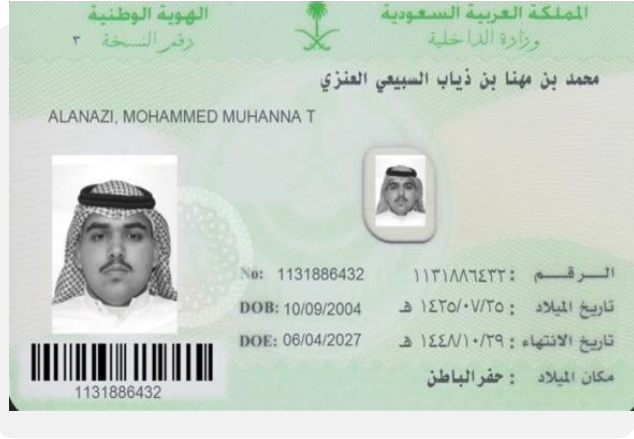 المملكة العربية السعودية
وزارة الداخلية
الهوية الوطنية
رقم النسخة ٣
محمد بن مهنا بن ذياب السبيعي العنزي
ALANAZI, MOHAMMED MUHANNA T
No: 1131886432 الرقم : ١١٣١٨٨٦٤٣٢
DOB: 10/09/2004 تاريخ الميلاد : ١٤٢٥/٠٧/٢٥ هـ
DOE: 06/04/2027 تاريخ الانتهاء : ١٤٤٨/١٠/٢٩ هـ
مكان الميلاد : حفر الباطن
1131886432